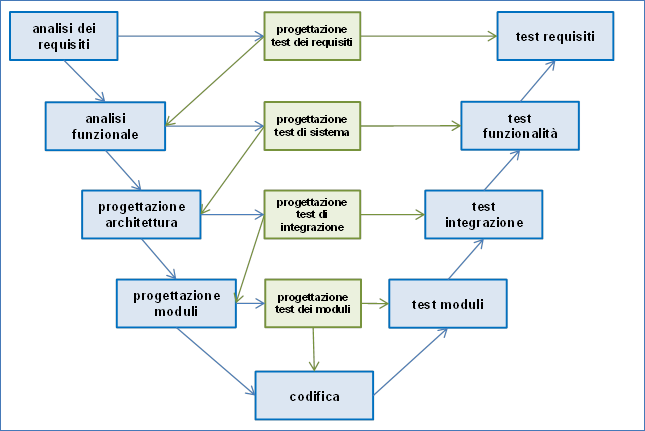 analisi dei
requisiti
progettazione
test dei requisiti
test requisiti
analisi
funzionale
progettazione
test di sistema
test
funzionalità
progettazione
architettura
progettazione
test di
integrazione
test
integrazione
progettazione
moduli
progettazione
test dei moduli
test moduli
codifica